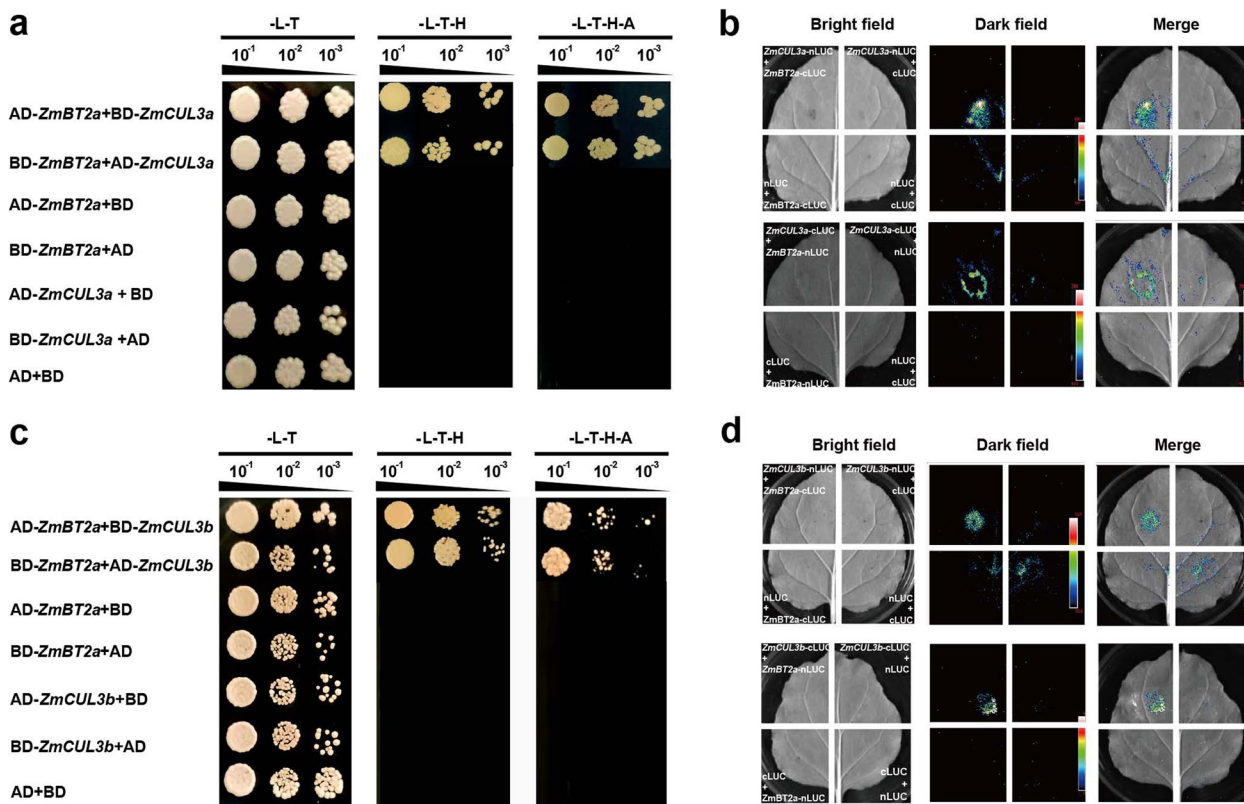 a
-L-T
-L-T-H
-L-T-H-A
10-1 10-2 10-3
10-1 10-2 10-3
10-1 10-2 10-3
AD-ZmBT2a+BD-ZmCUL3a
BD-ZmBT2a+AD-ZmCUL3a
AD-ZmBT2a+BD
BD-ZmBT2a+AD
AD-ZmCUL3a + BD
BD-ZmCUL3a +AD
AD+BD
b
Bright field
Dark field
Merge
ZmCUL3a-nLUC
+
ZmBT2a-cLUC
ZmCUL3a-nLUC
+
cLUC
nLUC
+
ZmBT2a-cLUC
nLUC
+
cLUC
ZmCUL3a-cLUC
+
ZmBT2a-nLUC
ZmCUL3a-cLUC
+
nLUC
cLUC
+
ZmBT2a-nLUC
nLUC
+
cLUC
c
-L-T
-L-T-H
-L-T-H-A
10-1 10-2 10-3
10-1 10-2 10-3
10-1 10-2 10-3
AD-ZmBT2a+BD-ZmCUL3b
BD-ZmBT2a+AD-ZmCUL3b
AD-ZmBT2a+BD
BD-ZmBT2a+AD
AD-ZmCUL3b+BD
BD-ZmCUL3b+AD
AD+BD
d
Bright field
Dark field
Merge
ZmCUL3b-nLUC
+
ZmBT2a-cLUC
ZmCUL3b-nLUC
+
cLUC
nLUC
+
ZmBT2a-cLUC
nLUC
+
cLUC
ZmCUL3b-cLUC
+
ZmBT2a-nLUC
ZmCUL3b-cLUC
+
nLUC
cLUC
+
ZmBT2a-nLUC
cLUC
+
nLUC